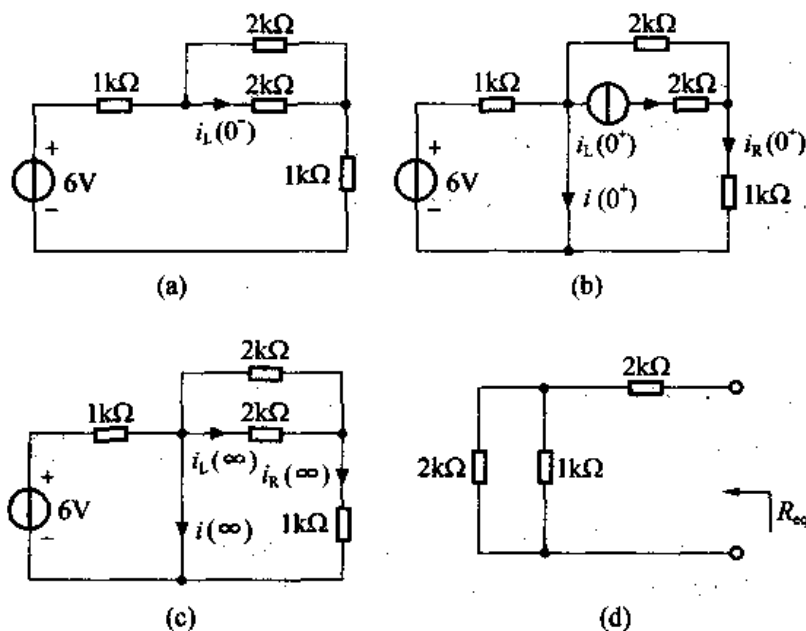 2kΩ
2kΩ
1kΩ
2kΩ
1kΩ
2kΩ
i_L(0⁻)
i_L(0⁺)
i_R(0⁺)
+
6V
−
1kΩ
+
6V
−
i(0⁺)
1kΩ
(a)
(b)
2kΩ
2kΩ
1kΩ
2kΩ
i_L(∞)
i_R(∞)
2kΩ
1kΩ
+
6V
−
i(∞)
1kΩ
R_eq
(c)
(d)